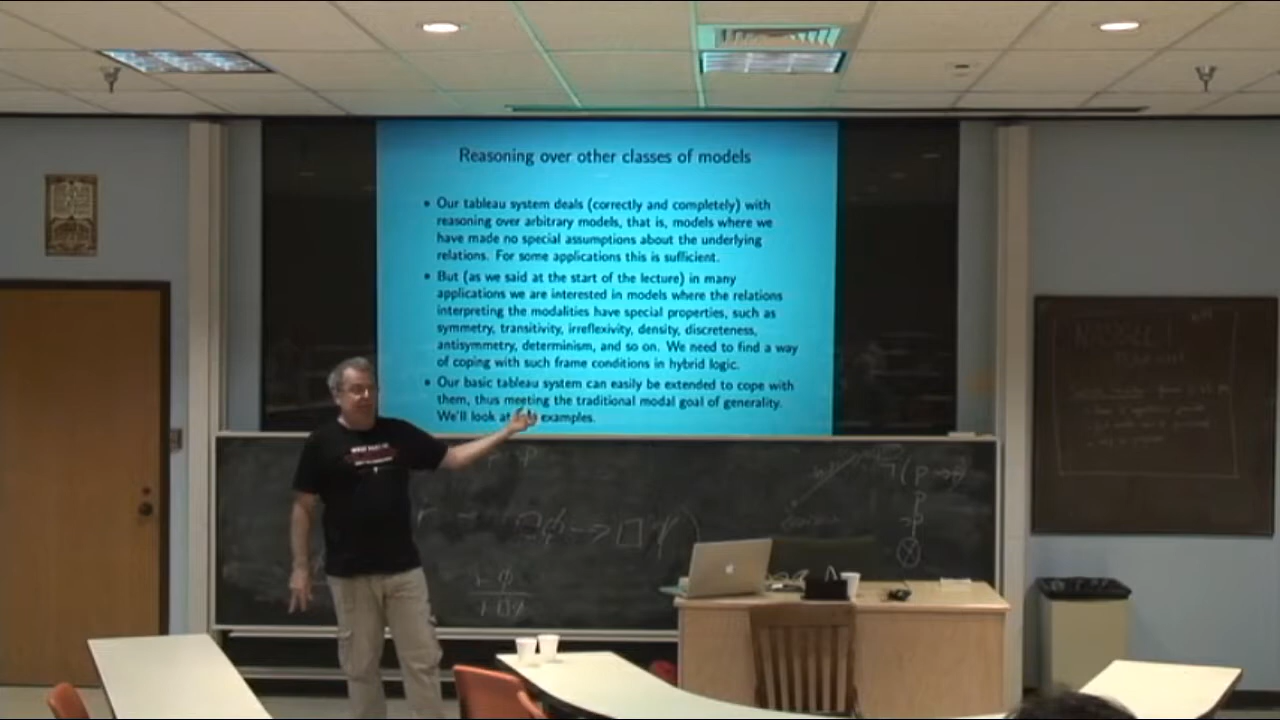 Reasoning over other classes of models
• Our tableau system deals (correctly and completely) with
reasoning over arbitrary models, that is, models where we
have made no special assumptions about the underlying
relations. For some applications this is sufficient.
• But (as we said at the start of the lecture) in many
applications we are interested in models where the relations
interpreting the modalities have special properties, such as
symmetry, transitivity, irreflexivity, density, discreteness,
antisymmetry, determinism, and so on. We need to find a way
of coping with such frame conditions in hybrid logic.
• Our basic tableau system can easily be extended to cope with
them, thus meeting the traditional modal goal of generality.
We'll look at examples.